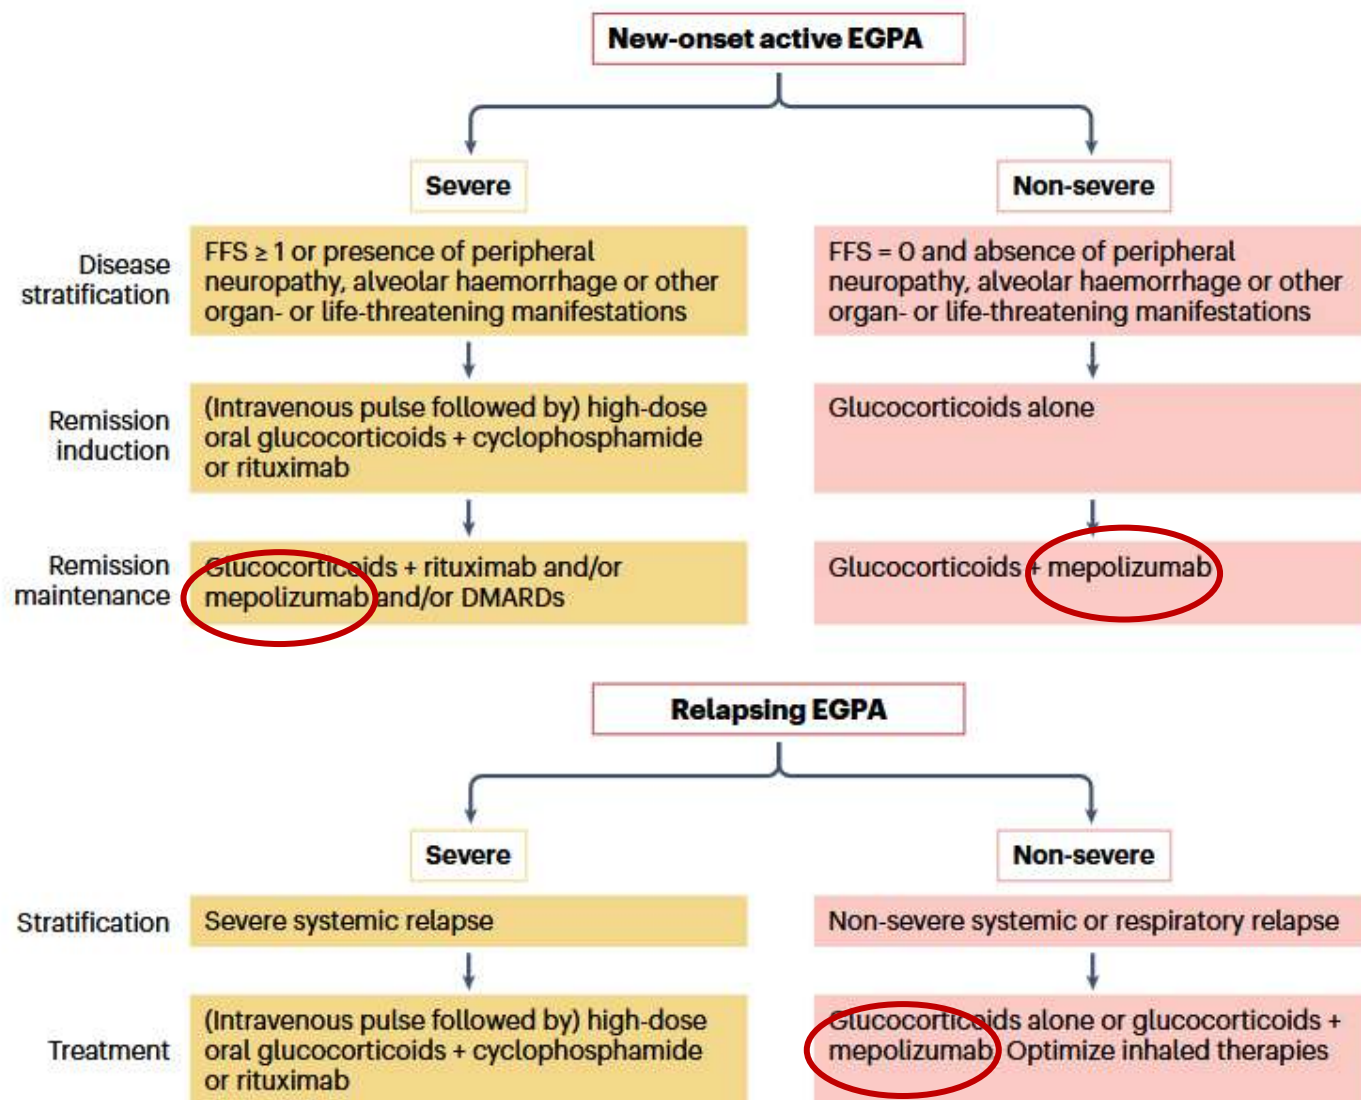 New-onset active EGPA
Severe
Non-severe
Disease
stratification
FFS ≥ 1 or presence of peripheral
neuropathy, alveolar haemorrhage or other
organ- or life-threatening manifestations
FFS = 0 and absence of peripheral
neuropathy, alveolar haemorrhage or other
organ- or life-threatening manifestations
Remission
induction
(Intravenous pulse followed by) high-dose
oral glucocorticoids + cyclophosphamide
or rituximab
Glucocorticoids alone
Remission
maintenance
Glucocorticoids + rituximab and/or
mepolizumab and/or DMARDs
Glucocorticoids + mepolizumab
Relapsing EGPA
Severe
Non-severe
Stratification
Severe systemic relapse
Non-severe systemic or respiratory relapse
Treatment
(Intravenous pulse followed by) high-dose
oral glucocorticoids + cyclophosphamide
or rituximab
Glucocorticoids alone or glucocorticoids +
mepolizumab. Optimize inhaled therapies